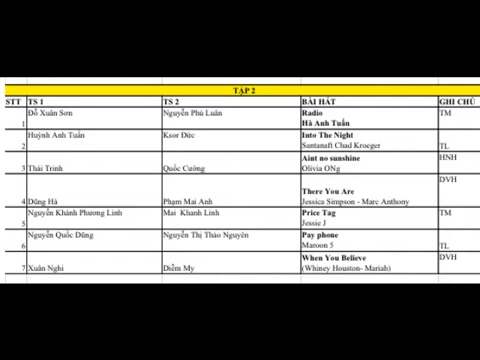 TẬP 2
STT TS 1 TS 2 BÀI HÁT GHI CHÚ
1 Đỗ Xuân Sơn Nguyễn Phú Luân Radio TM
Hà Anh Tuấn
2 Huỳnh Anh Tuấn Ksor Đức Into The Night TL
Santanaft Chad Kroeger
3 Thái Trinh Quốc Cường Aint no sunshine HNH
Olivia ONg
4 Dũng Hà Phạm Mai Anh There You Are DVH
Jessica Simpson - Marc Anthony
5 Nguyễn Khánh Phương Linh Mai Khanh Linh Price Tag TM
Jessie J
6 Nguyễn Quốc Dũng Nguyễn Thị Thảo Nguyên Pay phone TL
Maroon 5
7 Xuân Nghi Diễm My When You Believe DVH
(Whiney Houston- Mariah)